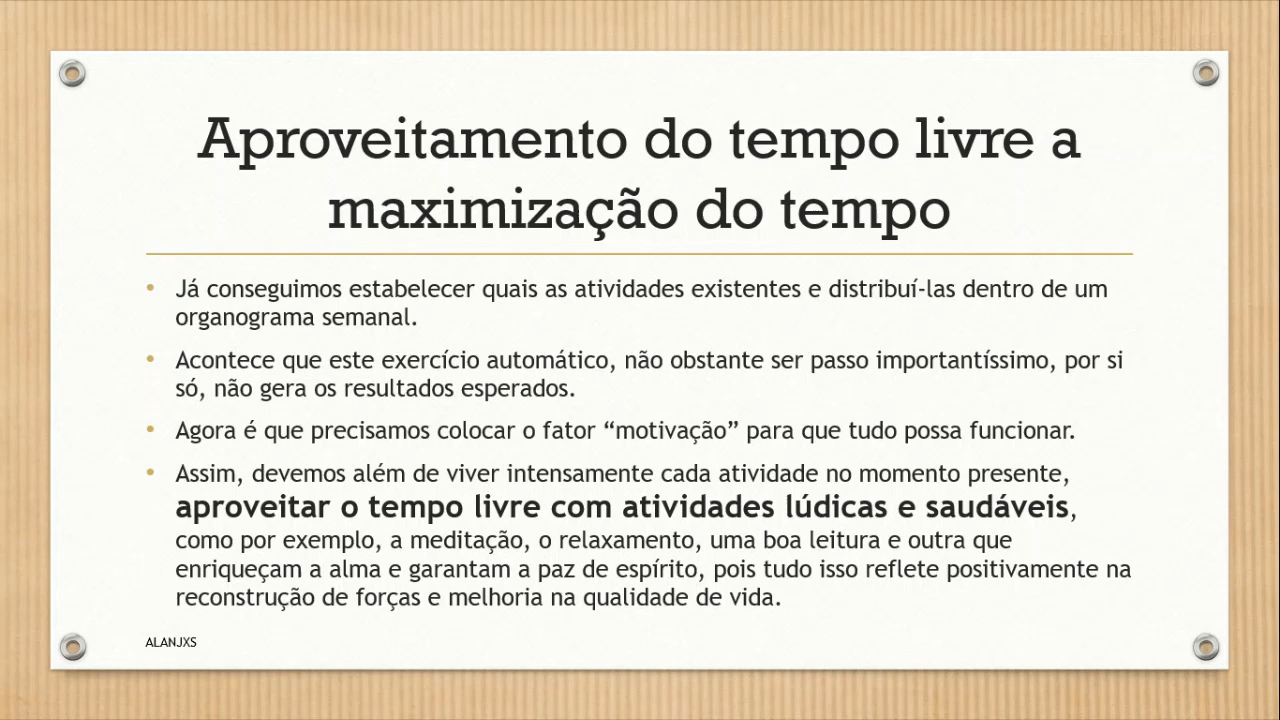 Aproveitamento do tempo livre a
maximização do tempo
• Já conseguimos estabelecer quais as atividades existentes e distribuí-las dentro de um
organograma semanal.
• Acontece que este exercício automático, não obstante ser passo importantíssimo, por si
só, não gera os resultados esperados.
• Agora é que precisamos colocar o fator “motivação” para que tudo possa funcionar.
• Assim, devemos além de viver intensamente cada atividade no momento presente,
aproveitar o tempo livre com atividades lúdicas e saudáveis,
como por exemplo, a meditação, o relaxamento, uma boa leitura e outra que
enriqueçam a alma e garantam a paz de espírito, pois tudo isso reflete positivamente na
reconstrução de forças e melhoria na qualidade de vida.
ALANJXS